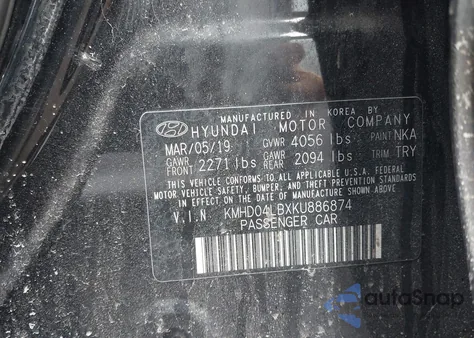 MANUFACTURED IN KOREA BY
HYUNDAI MOTOR COMPANY
MAR/05/19 GVWR 4056 lbs PAINT NKA
GAWR FRONT 2271 lbs GAWR REAR 2094 lbs TRIM TRY
THIS VEHICLE CONFORMS TO ALL APPLICABLE U.S.A. FEDERAL
MOTOR VEHICLE SAFETY, BUMPER, AND THEFT PREVENTION
STANDARDS IN EFFECT ON THE DATE OF MANUFACTURE SHOWN ABOVE.
V.I.N KMHD04LBXKU886874
PASSENGER CAR
autoSnap